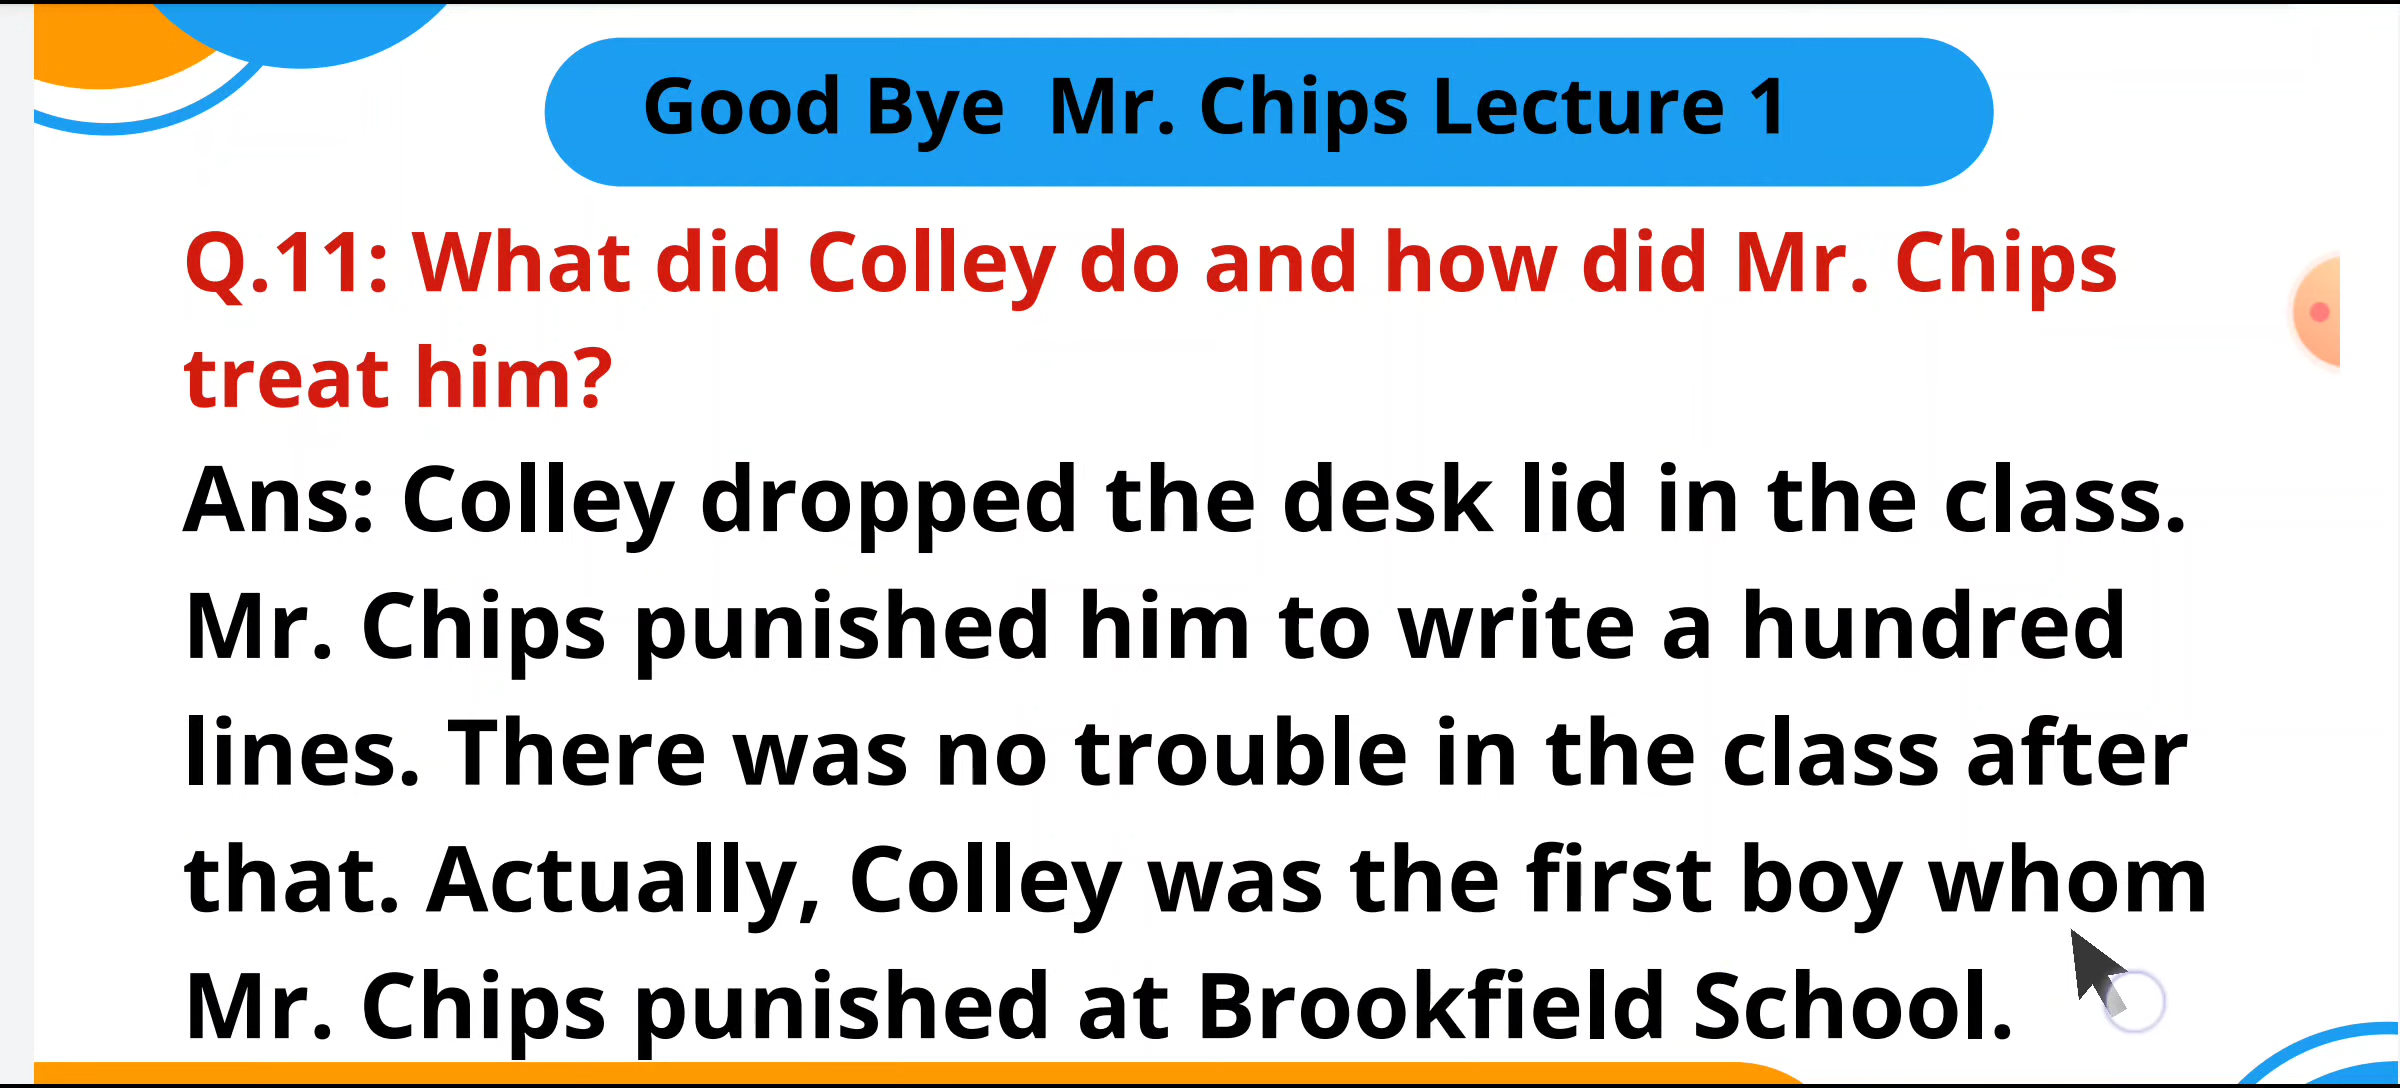 Good Bye  Mr. Chips Lecture 1
Q.11: What did Colley do and how did Mr. Chips
treat him?
Ans: Colley dropped the desk lid in the class.
Mr. Chips punished him to write a hundred
lines. There was no trouble in the class after
that. Actually, Colley was the first boy whom
Mr. Chips punished at Brookfield School.